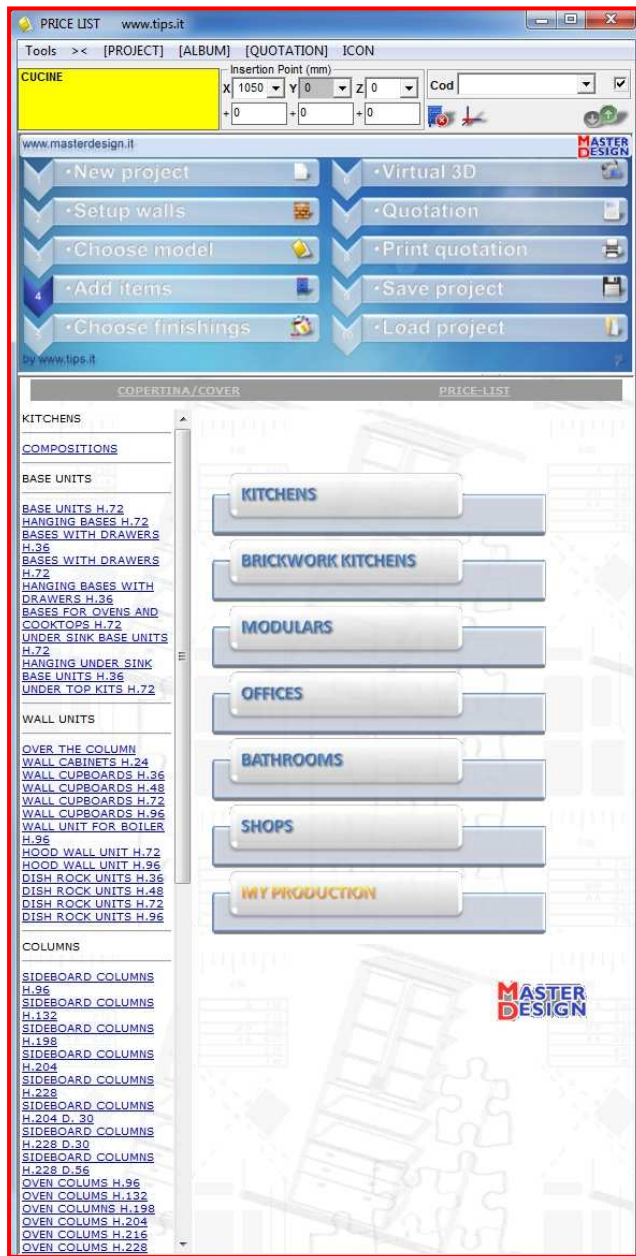 PRICE LIST www.tips.it
Tools >< [PROJECT] [ALBUM] [QUOTATION] ICON
CUCINE
Insertion Point (mm)
X 1050 Y 0 Z 0
+ 0 + 0 + 0
Cod
www.masterdesign.it
MASTER
DESIGN
1 •New project
2 •Setup walls
3 •Choose model
4 •Add items
5 •Choose finishings
6 •Virtual 3D
7 •Quotation
8 •Print quotation
9 •Save project
10 •Load project
by www.tips.it
COPERTINA/COVER PRICE-LIST
KITCHENS
COMPOSITIONS
BASE UNITS
BASE UNITS H.72
HANGING BASES H.72
BASES WITH DRAWERS
H.36
BASES WITH DRAWERS
H.72
HANGING BASES WITH
DRAWERS H.36
BASES FOR OVENS AND
COOKTOPS H.72
UNDER SINK BASE UNITS
H.72
HANGING UNDER SINK
BASE UNITS H.36
UNDER TOP KITS H.72
WALL UNITS
OVER THE COLUMN
WALL CABINETS H.24
WALL CUPBOARDS H.36
WALL CUPBOARDS H.48
WALL CUPBOARDS H.72
WALL CUPBOARDS H.96
WALL UNIT FOR BOILER
H.96
HOOD WALL UNIT H.72
HOOD WALL UNIT H.96
DISH ROCK UNITS H.36
DISH ROCK UNITS H.48
DISH ROCK UNITS H.72
DISH ROCK UNITS H.96
COLUMNS
SIDEBOARD COLUMNS
H.96
SIDEBOARD COLUMNS
H.132
SIDEBOARD COLUMNS
H.198
SIDEBOARD COLUMNS
H.204
SIDEBOARD COLUMNS
H.228
SIDEBOARD COLUMNS
H.204 D. 30
SIDEBOARD COLUMNS
H.228 D.30
SIDEBOARD COLUMNS
H.228 D.56
OVEN COLUMS H.96
OVEN COLUMS H.132
OVEN COLUMNS H.198
OVEN COLUMS H.204
OVEN COLUMS H.216
OVEN COLUMS H.228
KITCHENS
BRICKWORK KITCHENS
MODULARS
OFFICES
BATHROOMS
SHOPS
MY PRODUCTION
MASTER
DESIGN